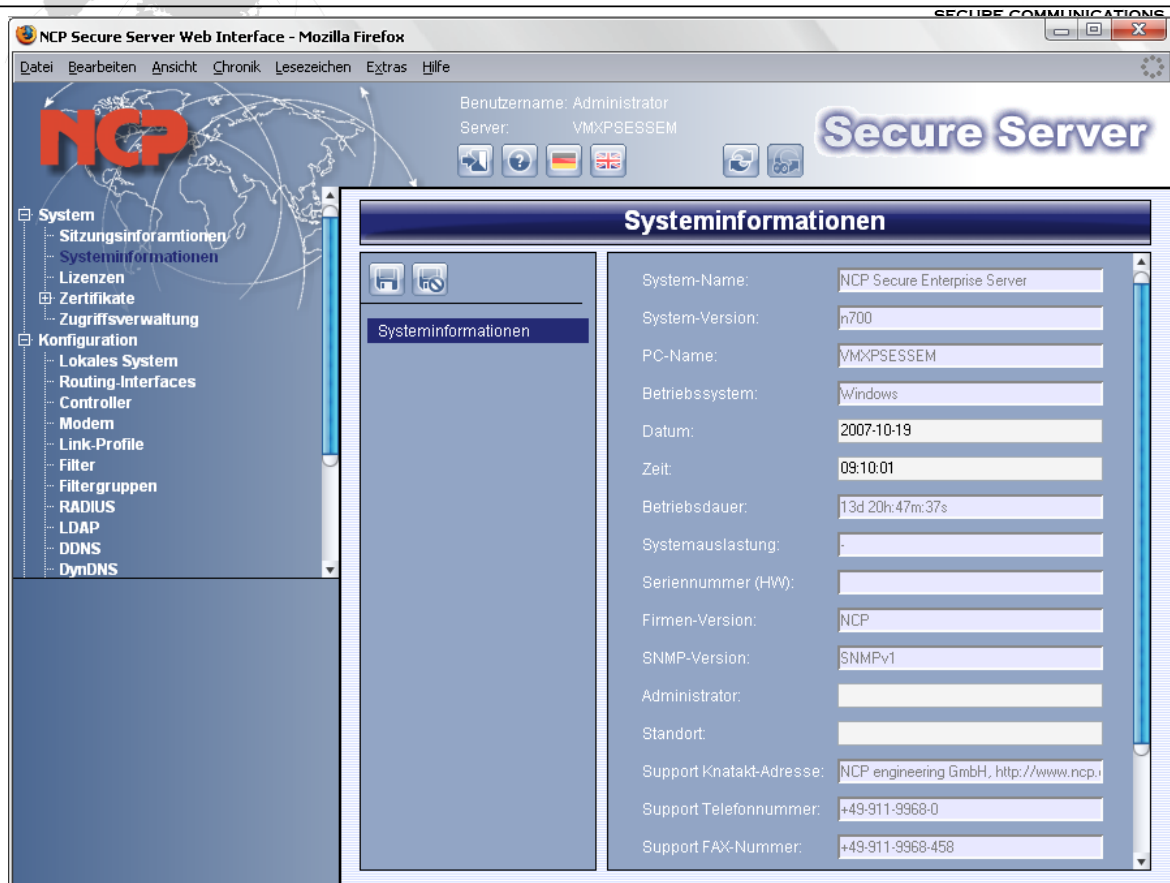 SECURE COMMUNICATIONS
NCP Secure Server Web Interface - Mozilla Firefox
Datei Bearbeiten Ansicht Chronik Lesezeichen Extras Hilfe
NCP
Benutzername: Administrator
Server: VMXPSESSEM
Secure Server
System
Sitzungsinforamtionen
Systeminformationen
Lizenzen
Zertifikate
Zugriffsverwaltung
Konfiguration
Lokales System
Routing-Interfaces
Controller
Modem
Link-Profile
Filter
Filtergruppen
RADIUS
LDAP
DDNS
DynDNS
Systeminformationen
Systeminformationen
System-Name: NCP Secure Enterprise Server
System-Version: n700
PC-Name: VMXPSESSEM
Betriebssystem: Windows
Datum: 2007-10-19
Zeit: 09:10:01
Betriebsdauer: 13d 20h:47m:37s
Systemauslastung: -
Seriennummer (HW):
Firmen-Version: NCP
SNMP-Version: SNMPv1
Administrator:
Standort:
Support Knatakt-Adresse: NCP engineering GmbH, http://www.ncp.
Support Telefonnummer: +49-911-9968-0
Support FAX-Nummer: +49-911-9968-458